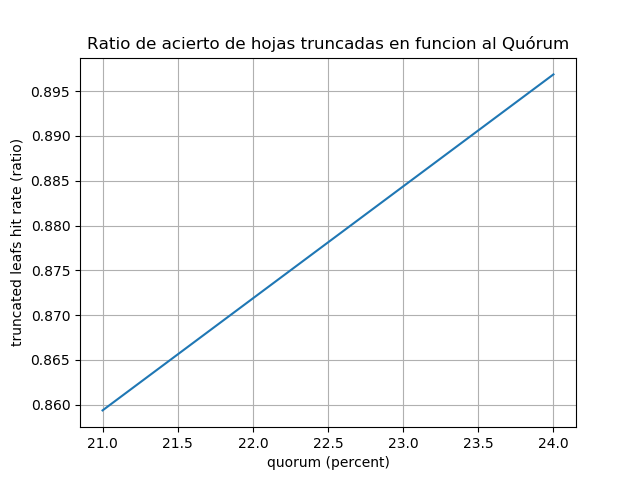 Ratio de acierto de hojas truncadas en funcion al Quórum
truncated leafs hit rate (ratio)
0.895
0.890
0.885
0.880
0.875
0.870
0.865
0.860
21.0 21.5 22.0 22.5 23.0 23.5 24.0
quorum (percent)